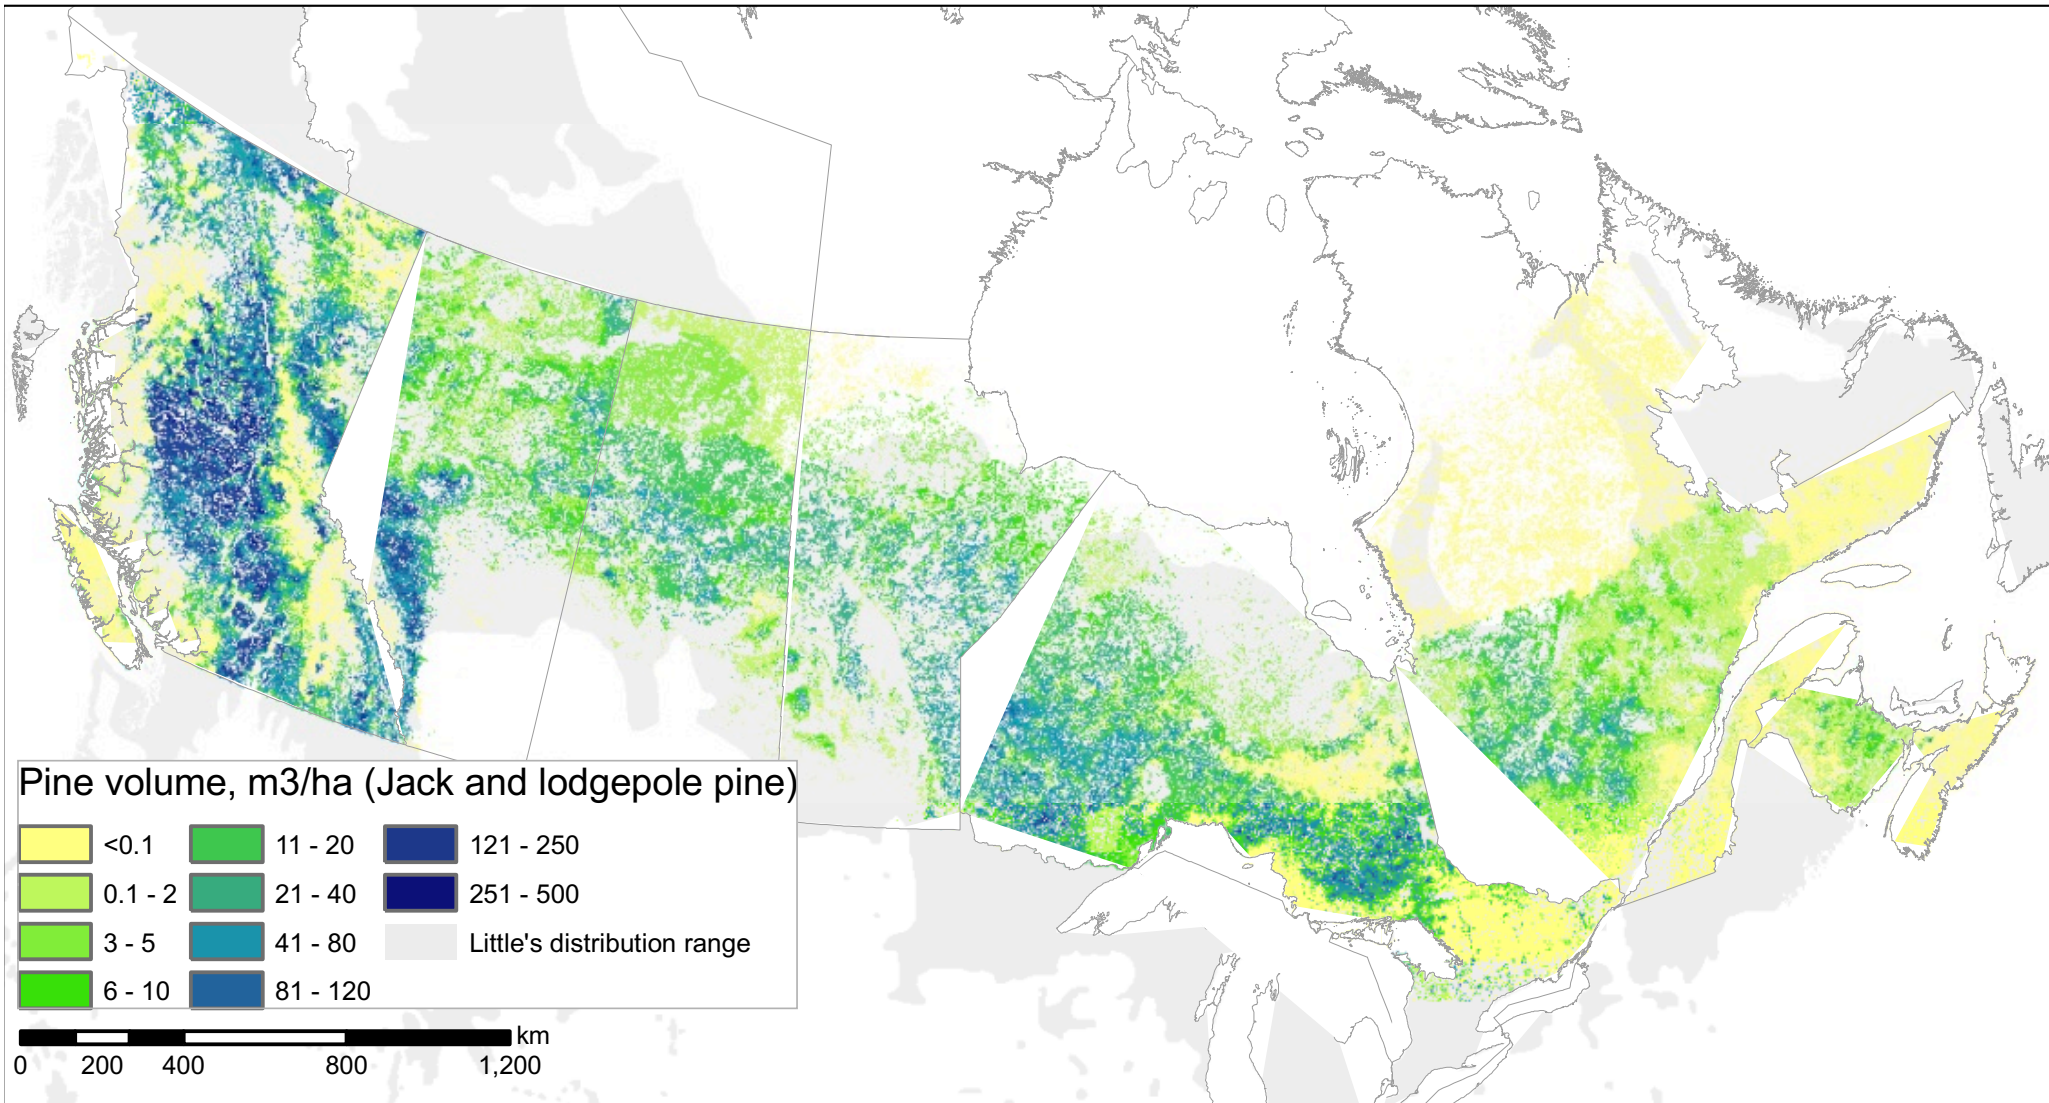 Pine volume, m3/ha (Jack and lodgepole pine)
<0.1 11 - 20 121 - 250
0.1 - 2 21 - 40 251 - 500
3 - 5 41 - 80 Little's distribution range
6 - 10 81 - 120
km
0 200 400 800 1,200